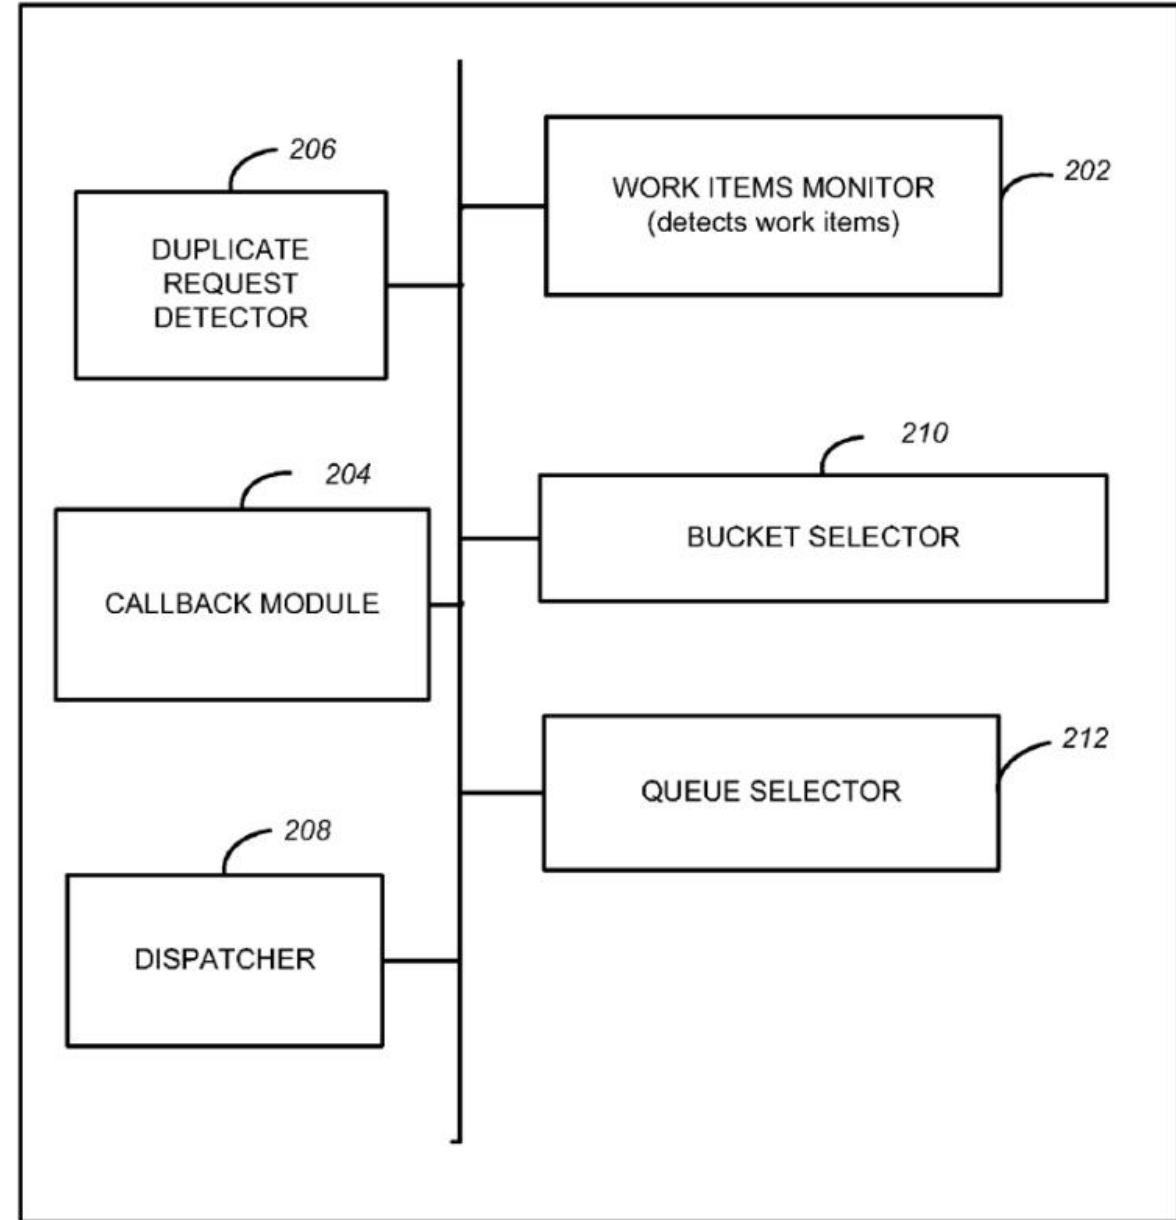 206
DUPLICATE
REQUEST
DETECTOR
WORK ITEMS MONITOR
(detects work items)
202
204
CALLBACK MODULE
210
BUCKET SELECTOR
212
QUEUE SELECTOR
208
DISPATCHER